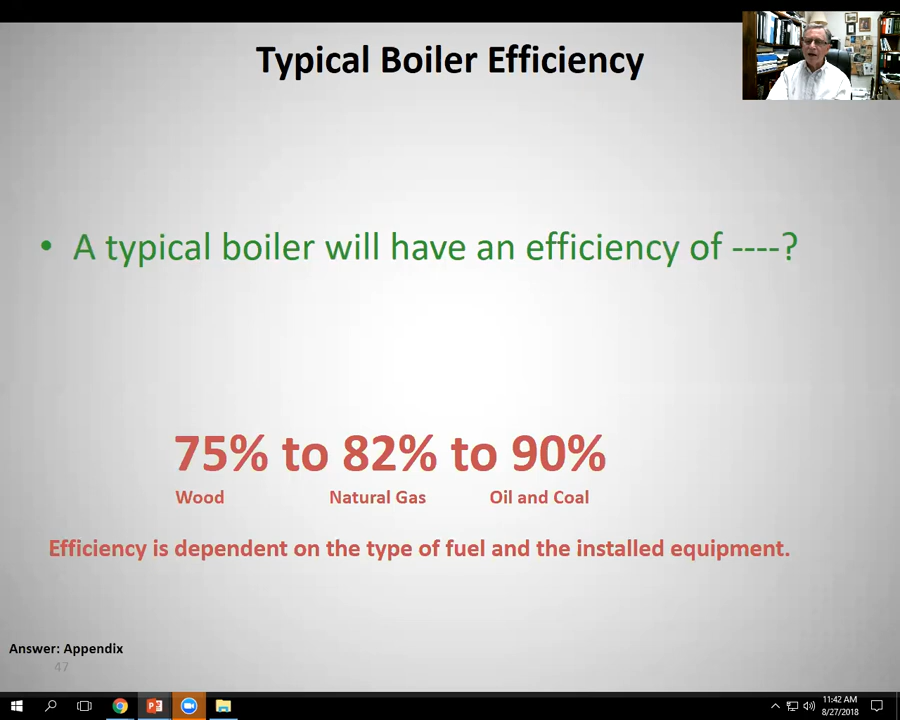 Typical Boiler Efficiency
• A typical boiler will have an efficiency of ----?
75% to 82% to 90%
Wood Natural Gas Oil and Coal
Efficiency is dependent on the type of fuel and the installed equipment.
Answer: Appendix
47
11:42 AM
8/27/2018